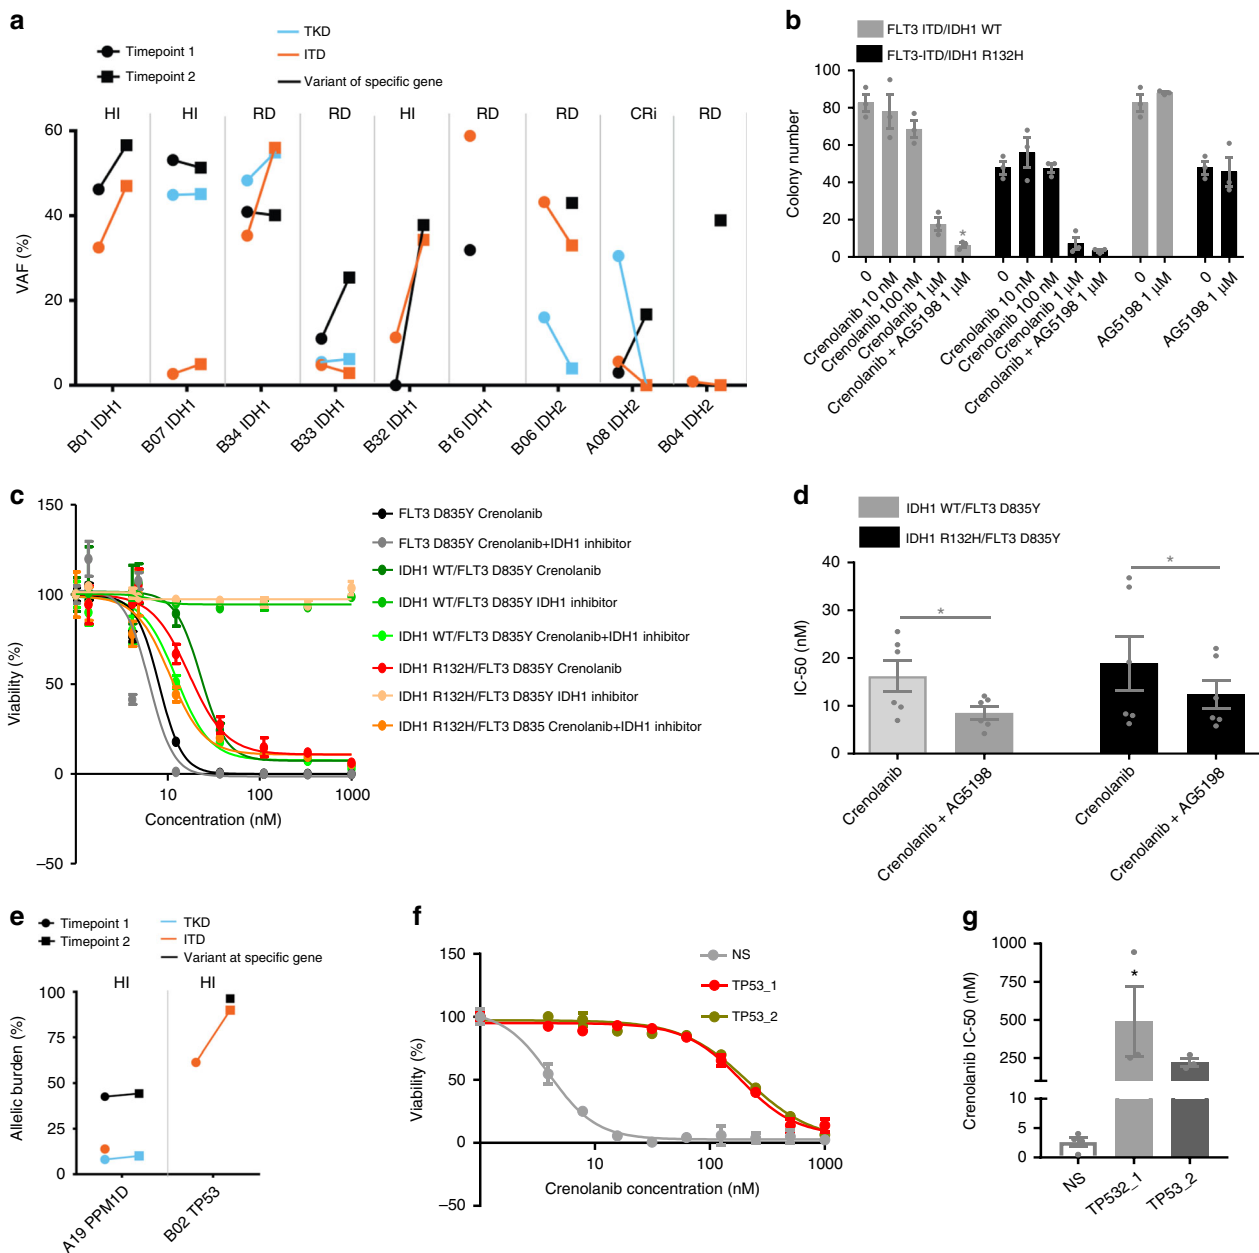 a
Timepoint 1
Timepoint 2
TKD
ITD
Variant of specific gene
HI
HI
RD
RD
HI
RD
RD
CRi
RD
VAF (%)
60
40
20
0
B01 IDH1
B07 IDH1
B34 IDH1
B33 IDH1
B32 IDH1
B16 IDH1
B06 IDH2
A08 IDH2
B04 IDH2
b
FLT3 ITD/IDH1 WT
FLT3-ITD/IDH1 R132H
Colony number
100
80
60
40
20
0
*
0
Crenolanib 10 nM
Crenolanib 100 nM
Crenolanib 1 µM
Crenolanib + AG5198 1 µM
0
Crenolanib 10 nM
Crenolanib 100 nM
Crenolanib 1 µM
Crenolanib + AG5198 1 µM
0
AG5198 1 µM
0
AG5198 1 µM
c
Viability (%)
150
100
50
0
–50
10
100
1000
Concentration (nM)
FLT3 D835Y Crenolanib
FLT3 D835Y Crenolanib+IDH1 inhibitor
IDH1 WT/FLT3 D835Y Crenolanib
IDH1 WT/FLT3 D835Y IDH1 inhibitor
IDH1 WT/FLT3 D835Y Crenolanib+IDH1 inhibitor
IDH1 R132H/FLT3 D835Y Crenolanib
IDH1 R132H/FLT3 D835Y IDH1 inhibitor
IDH1 R132H/FLT3 D835 Crenolanib+IDH1 inhibitor
d
IDH1 WT/FLT3 D835Y
IDH1 R132H/FLT3 D835Y
IC-50 (nM)
40
30
20
10
0
*
*
Crenolanib
Crenolanib + AG5198
Crenolanib
Crenolanib + AG5198
e
Timepoint 1
Timepoint 2
TKD
ITD
Variant at specific gene
HI
HI
Allelic burden (%)
100
75
50
25
0
A19 PPM1D
B02 TP53
f
Viability (%)
150
100
50
0
–50
10
100
1000
Crenolanib concentration (nM)
NS
TP53_1
TP53_2
g
Crenolanib IC-50 (nM)
1000
750
500
250
10
5
0
*
NS
TP532_1
TP53_2